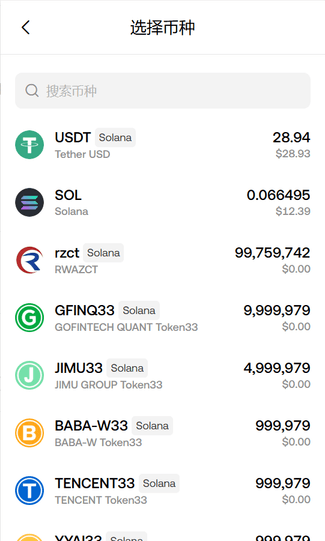 选择币种
搜索币种
USDT Solana 28.94
Tether USD $28.93
SOL 0.066495
Solana $12.39
rzct Solana 99,759,742
RWAZCT $0.00
GFINQ33 Solana 9,999,979
GOFINTECH QUANT Token33 $0.00
JIMU33 Solana 4,999,979
JIMU GROUP Token33 $0.00
BABA-W33 Solana 999,979
BABA-W Token33 $0.00
TENCENT33 Solana 999,979
TENCENT Token33 $0.00
YYAI33 Solana 999,979